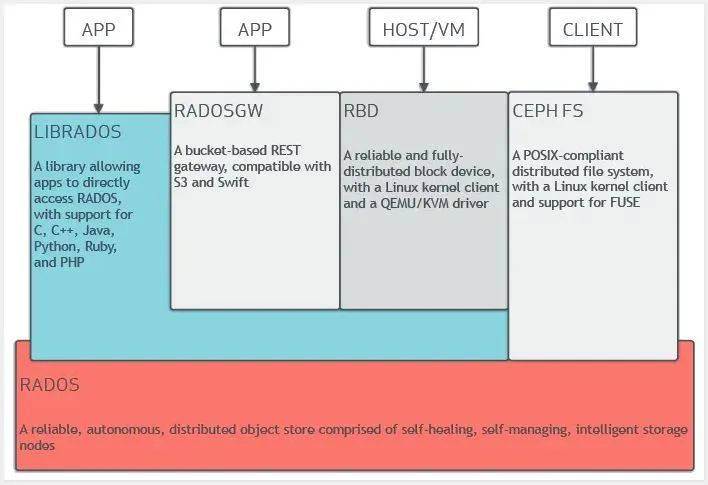 APP
APP
HOST/VM
CLIENT
LIBRADOS
A library allowing
apps to directly
access RADOS,
with support for
C, C++, Java,
Python, Ruby,
and PHP
RADOSGW
A bucket-based REST
gateway, compatible with
S3 and Swift
RBD
A reliable and fully-
distributed block device,
with a Linux kernel client
and a QEMU/KVM driver
CEPH FS
A POSIX-compliant
distributed file system,
with a Linux kernel client
and support for FUSE
RADOS
A reliable, autonomous, distributed object store comprised of self-healing, self-managing, intelligent storage
nodes